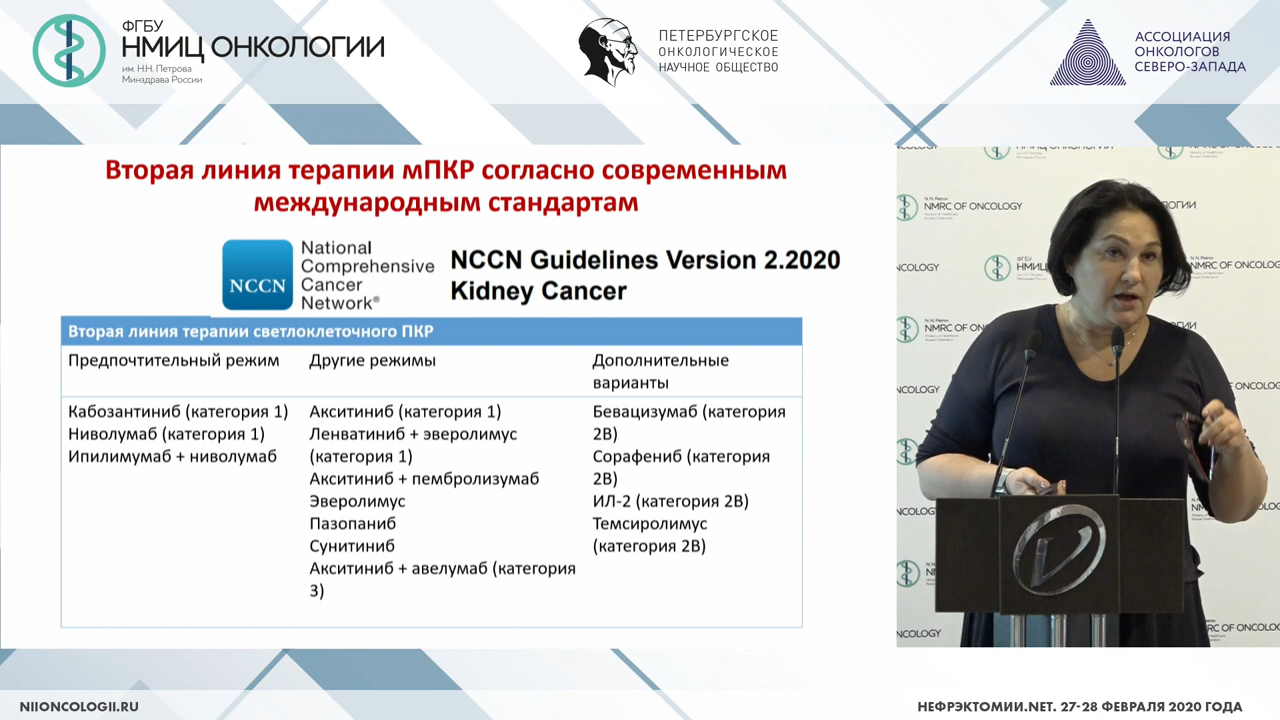 ФГБУ
НМИЦ ОНКОЛОГИИ
им. Н.Н. Петрова
Минздрава России
ПЕТЕРБУРГСКОЕ
ОНКОЛОГИЧЕСКОЕ
НАУЧНОЕ ОБЩЕСТВО
АССОЦИАЦИЯ
ОНКОЛОГОВ
СЕВЕРО-ЗАПАДА
Вторая линия терапии мПКР согласно современным
международным стандартам
NCCN
National
Comprehensive
Cancer
Network®
NCCN Guidelines Version 2.2020
Kidney Cancer
Вторая линия терапии светлоклеточного ПКР
Предпочтительный режим
Другие режимы
Дополнительные
варианты
Кабозантиниб (категория 1)
Ниволумаб (категория 1)
Ипилимумаб + ниволумаб
Акситиниб (категория 1)
Ленватиниб + эверолимус
(категория 1)
Акситиниб + пембролизумаб
Эверолимус
Пазопаниб
Сунитиниб
Акситиниб + авелумаб (категория
3)
Бевацизумаб (категория
2В)
Сорафениб (категория
2В)
ИЛ-2 (категория 2В)
Темсиролимус
(категория 2В)
NMRC OF ONCOLOGY
NIIONCOLOGII.RU
НЕФРЭКТОМИИ.NET. 27-28 ФЕВРАЛЯ 2020 ГОДА